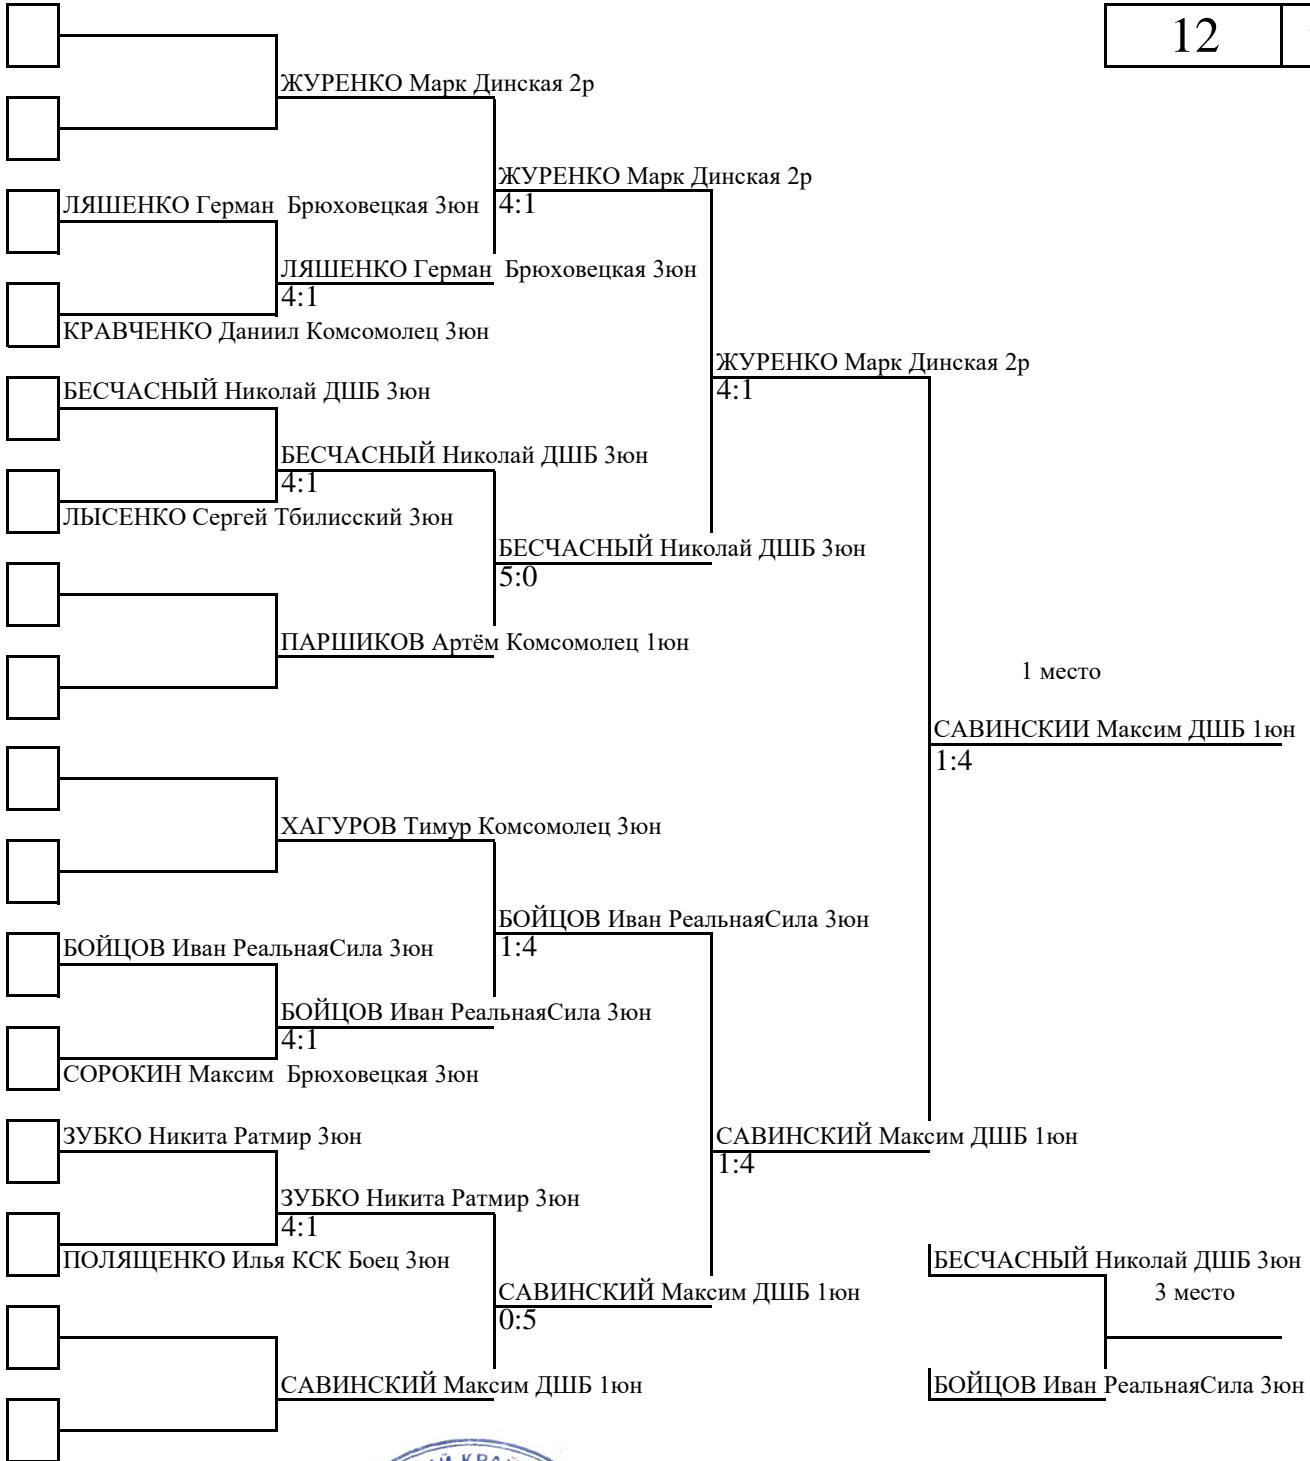 12
ЖУРЕНКО Марк Динская 2р
ЖУРЕНКО Марк Динская 2р
4:1
ЛЯШЕНКО Герман Брюховецкая 3юн
ЛЯШЕНКО Герман Брюховецкая 3юн
4:1
КРАВЧЕНКО Даниил Комсомолец 3юн
ЖУРЕНКО Марк Динская 2р
4:1
БЕСЧАСНЫЙ Николай ДШБ 3юн
БЕСЧАСНЫЙ Николай ДШБ 3юн
4:1
ЛЫСЕНКО Сергей Тбилисский 3юн
БЕСЧАСНЫЙ Николай ДШБ 3юн
5:0
ПАРШИКОВ Артём Комсомолец 1юн
1 место
САВИНСКИИ Максим ДШБ 1юн
1:4
ХАГУРОВ Тимур Комсомолец 3юн
БОЙЦОВ Иван РеальнаяСила 3юн
1:4
БОЙЦОВ Иван РеальнаяСила 3юн
БОЙЦОВ Иван РеальнаяСила 3юн
4:1
СОРОКИН Максим Брюховецкая 3юн
ЗУБКО Никита Ратмир 3юн
САВИНСКИЙ Максим ДШБ 1юн
1:4
ЗУБКО Никита Ратмир 3юн
4:1
ПОЛЯЩЕНКО Илья КСК Боец 3юн
БЕСЧАСНЫЙ Николай ДШБ 3юн
САВИНСКИЙ Максим ДШБ 1юн
3 место
0:5
САВИНСКИЙ Максим ДШБ 1юн
БОЙЦОВ Иван РеальнаяСила 3юн